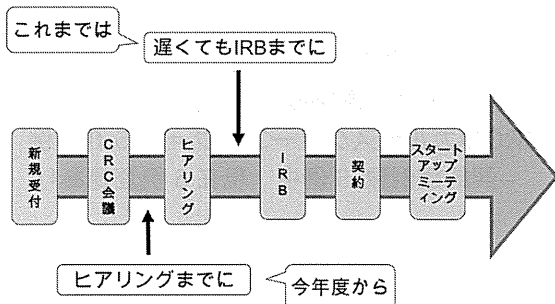 これまでは
遅くてもIRBまでに
新規受付
CRC会議
ヒアリング
IRB
契約
スタート
アップ
ミーテ
ィング
ヒアリングまでに
今年度から